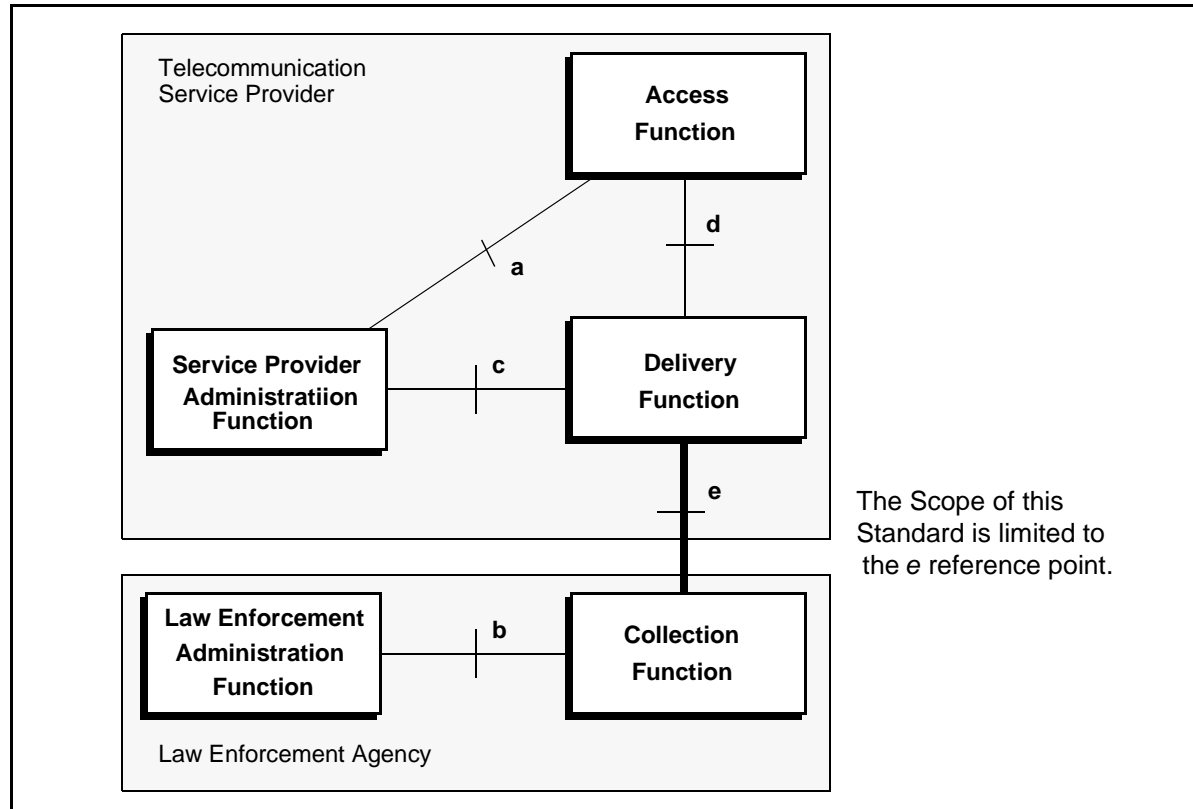 Telecommunication
Service Provider
Access
Function
d
a
Service Provider
Administratiion
Function
c
Delivery
Function
e
The Scope of this
Standard is limited to
the e reference point.
Law Enforcement
Administration
Function
b
Collection
Function
Law Enforcement Agency